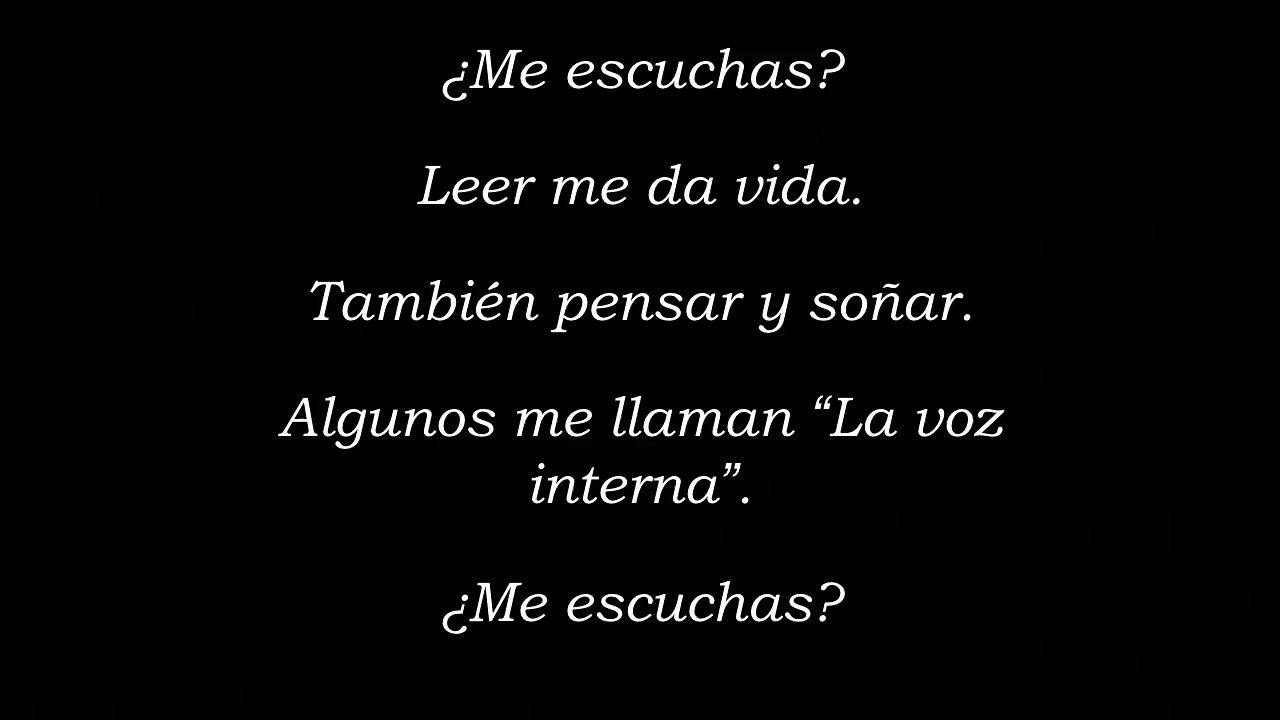 ¿Me escuchas?
Leer me da vida.
También pensar y soñar.
Algunos me llaman “La voz
interna”.
¿Me escuchas?